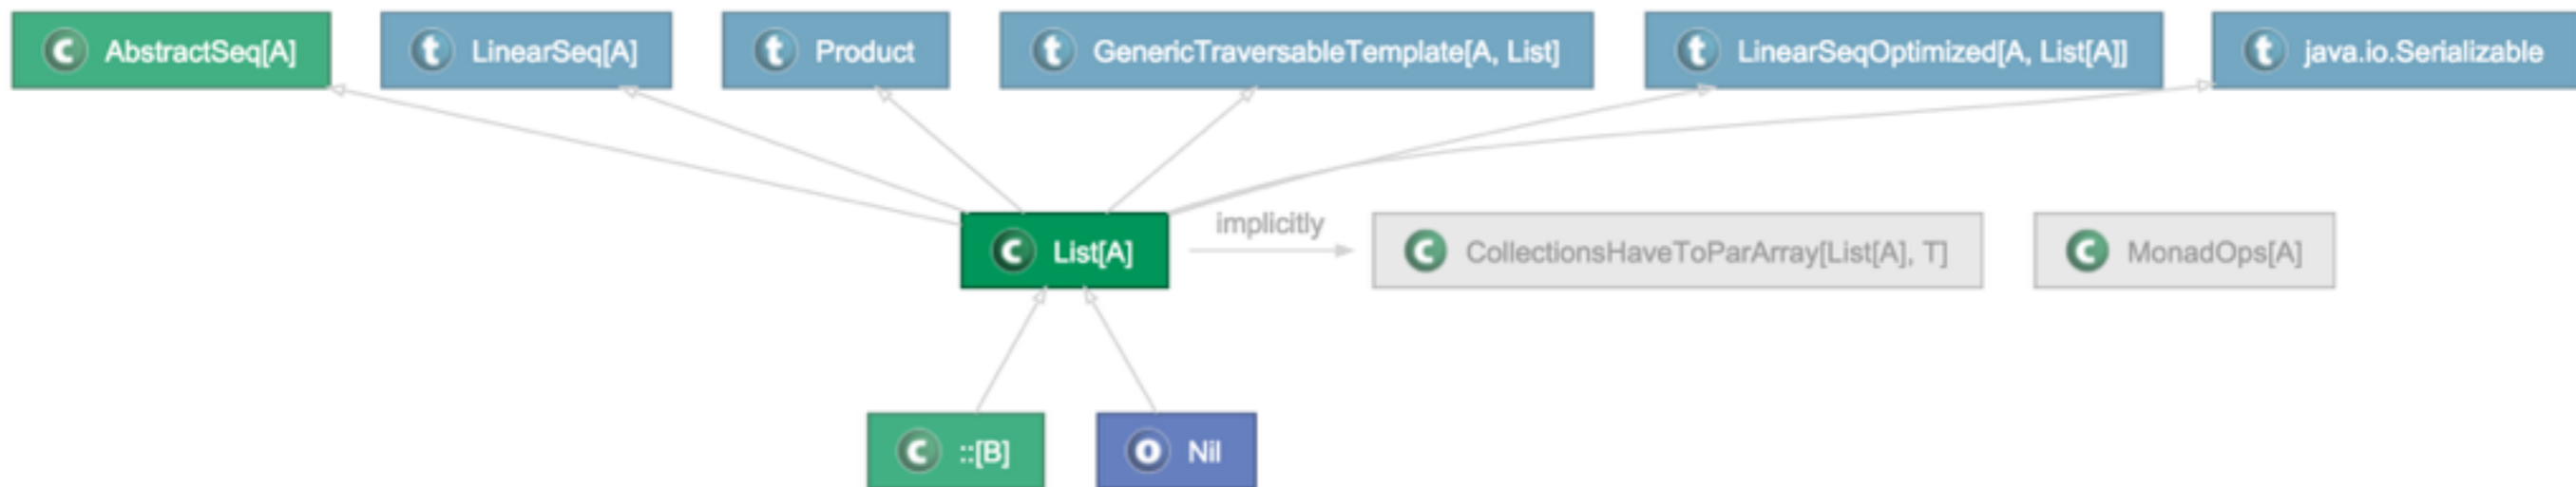 C AbstractSeq[A]
t LinearSeq[A]
t Product
t GenericTraversableTemplate[A, List]
t LinearSeqOptimized[A, List[A]]
t java.io.Serializable
C List[A]
implicitly
C CollectionsHaveToParArray[List[A], T]
C MonadOps[A]
C ::[B]
O Nil